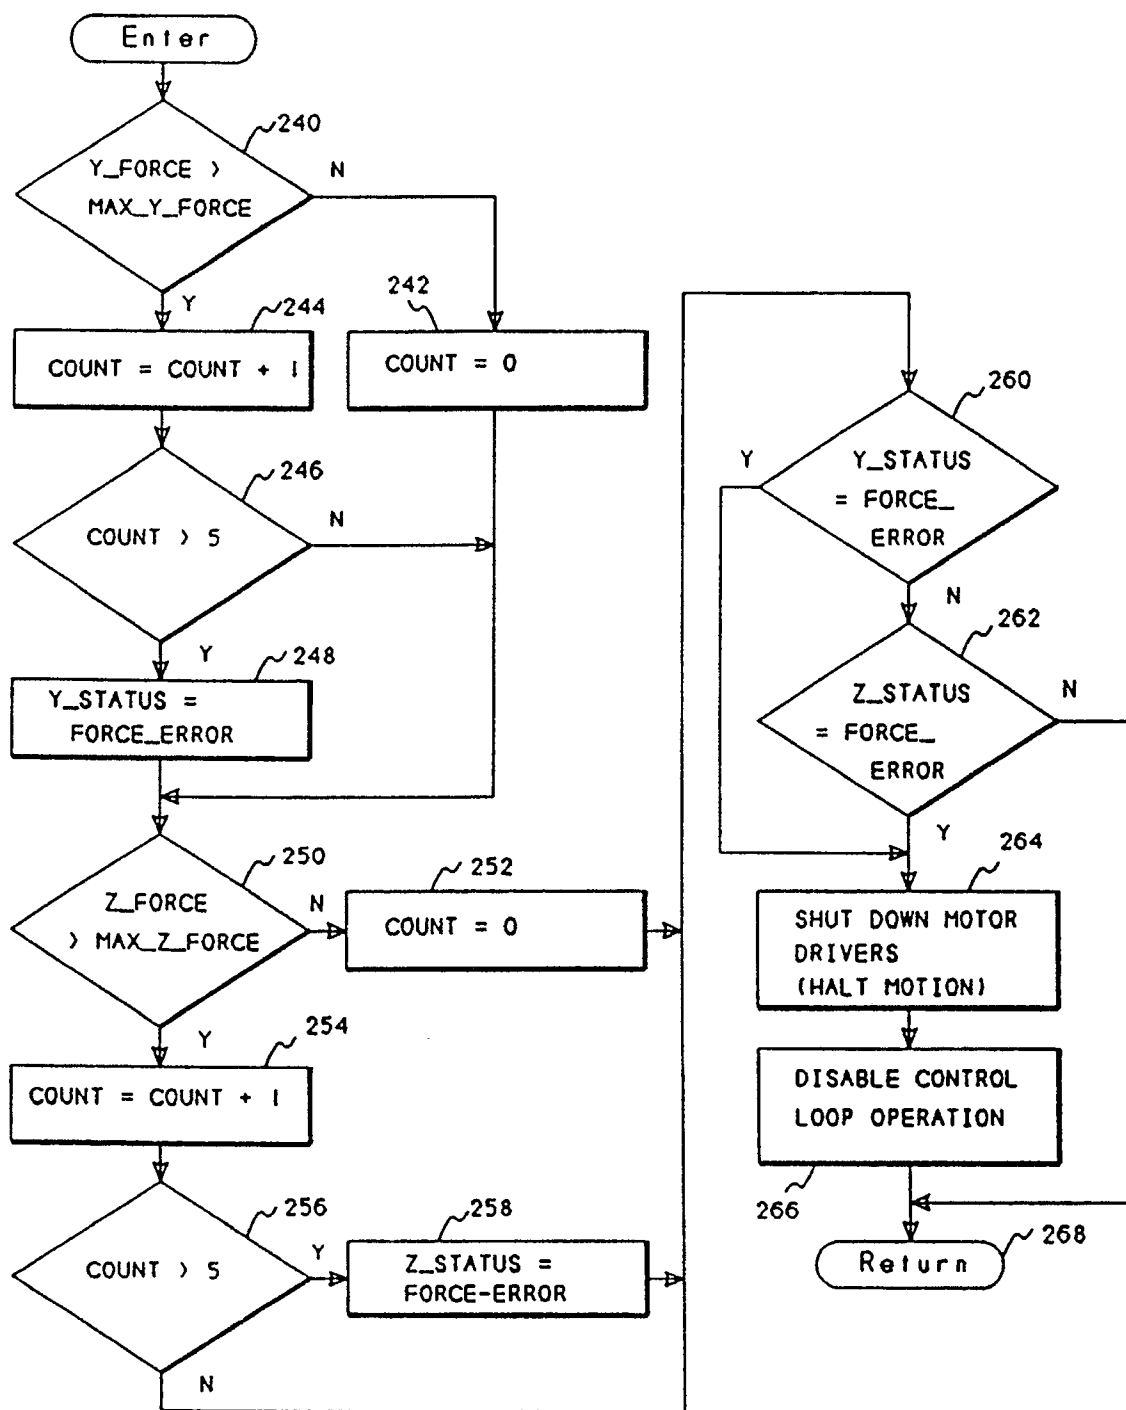 Enter
240
Y_FORCE >
MAX_Y_FORCE
N
Y
244
COUNT = COUNT + 1
242
COUNT = 0
246
COUNT > 5
N
Y
248
Y_STATUS =
FORCE_ERROR
250
Z_FORCE
> MAX_Z_FORCE
N
252
COUNT = 0
Y
254
COUNT = COUNT + 1
256
COUNT > 5
Y
258
Z_STATUS =
FORCE-ERROR
N
260
Y_STATUS
= FORCE_
ERROR
Y
N
262
Z_STATUS
= FORCE_
ERROR
N
Y
264
SHUT DOWN MOTOR
DRIVERS
(HALT MOTION)
DISABLE CONTROL
LOOP OPERATION
266
Return
268